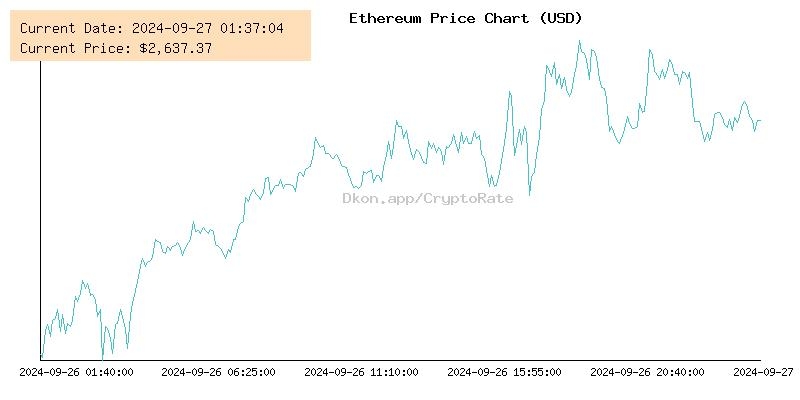 Ethereum Price Chart (USD)
Current Date: 2024-09-27 01:37:04
Current Price: $2,637.37
Dkon.app/CryptoRate
2024-09-26 01:40:00 2024-09-26 06:25:00 2024-09-26 11:10:00 2024-09-26 15:55:00 2024-09-26 20:40:00 2024-09-27